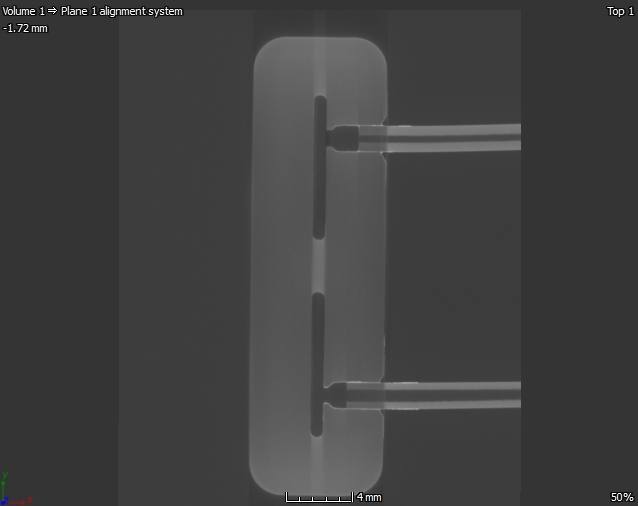 Volume 1 ⇒ Plane 1 alignment system
Top 1
-1.72 mm
y
x
4 mm
50%